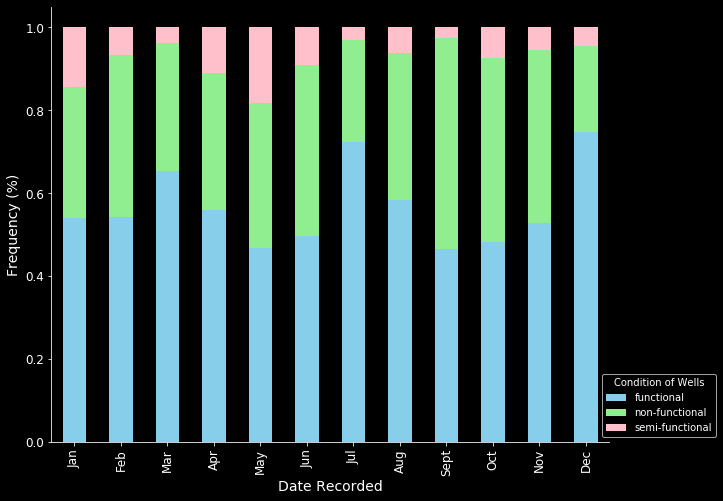 Frequency (%)
1.0
0.8
0.6
0.4
0.2
0.0
Jan
Feb
Mar
Apr
May
Jun
Jul
Aug
Sept
Oct
Nov
Dec
Date Recorded
Condition of Wells
functional
non-functional
semi-functional